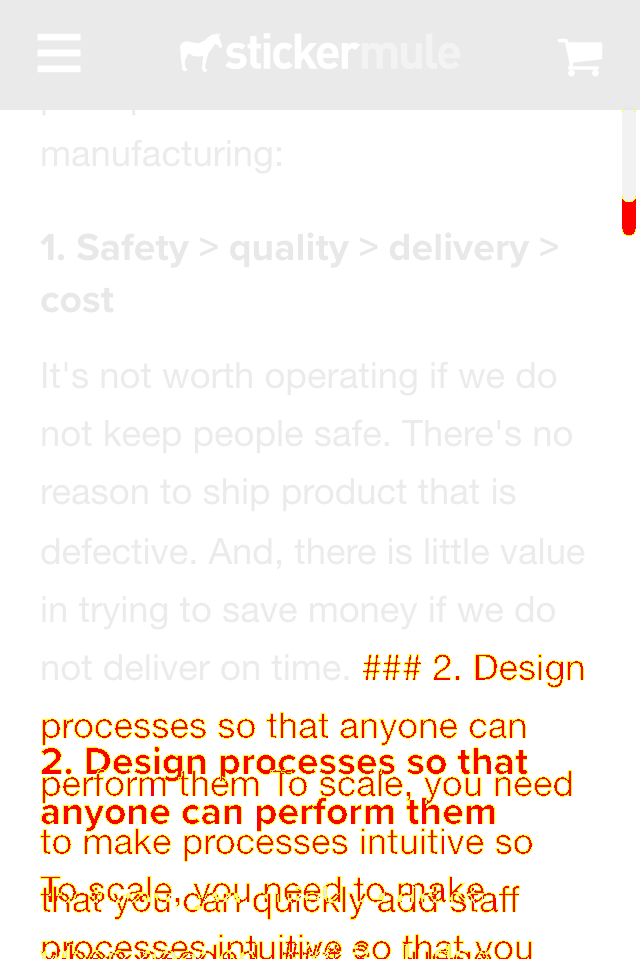 stickermule
manufacturing:
1. Safety > quality > delivery >
cost
It's not worth operating if we do
not keep people safe. There's no
reason to ship product that is
defective. And, there is little value
in trying to save money if we do
not deliver on time. ### 2. Design
processes so that anyone can
2. Design processes so that
perform them To scale, you need
anyone can perform them
to make processes intuitive so
To scale, you need to make
that you can quickly add staff
processes intuitive so that you